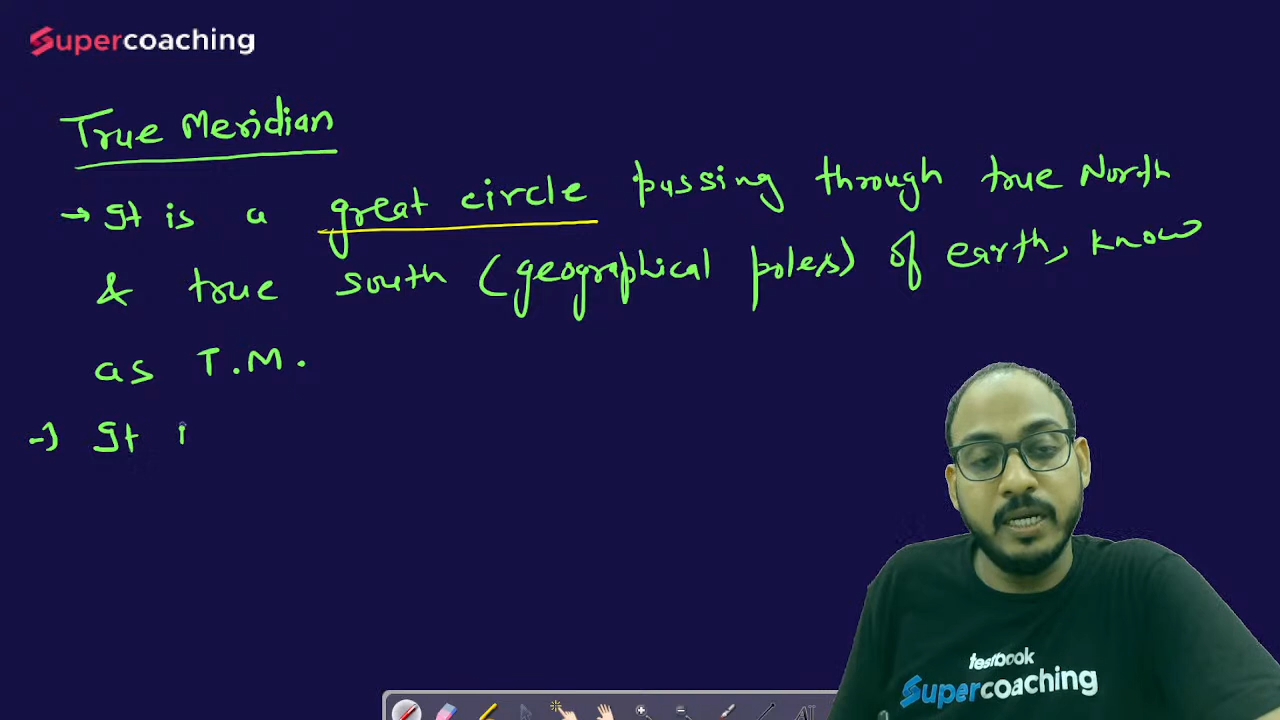 Supercoaching
True Meridian
→ It is a great circle passing through true North
& true south (geographical poles) of earth, know
as T.M.
→ It i
testbook
Supercoaching